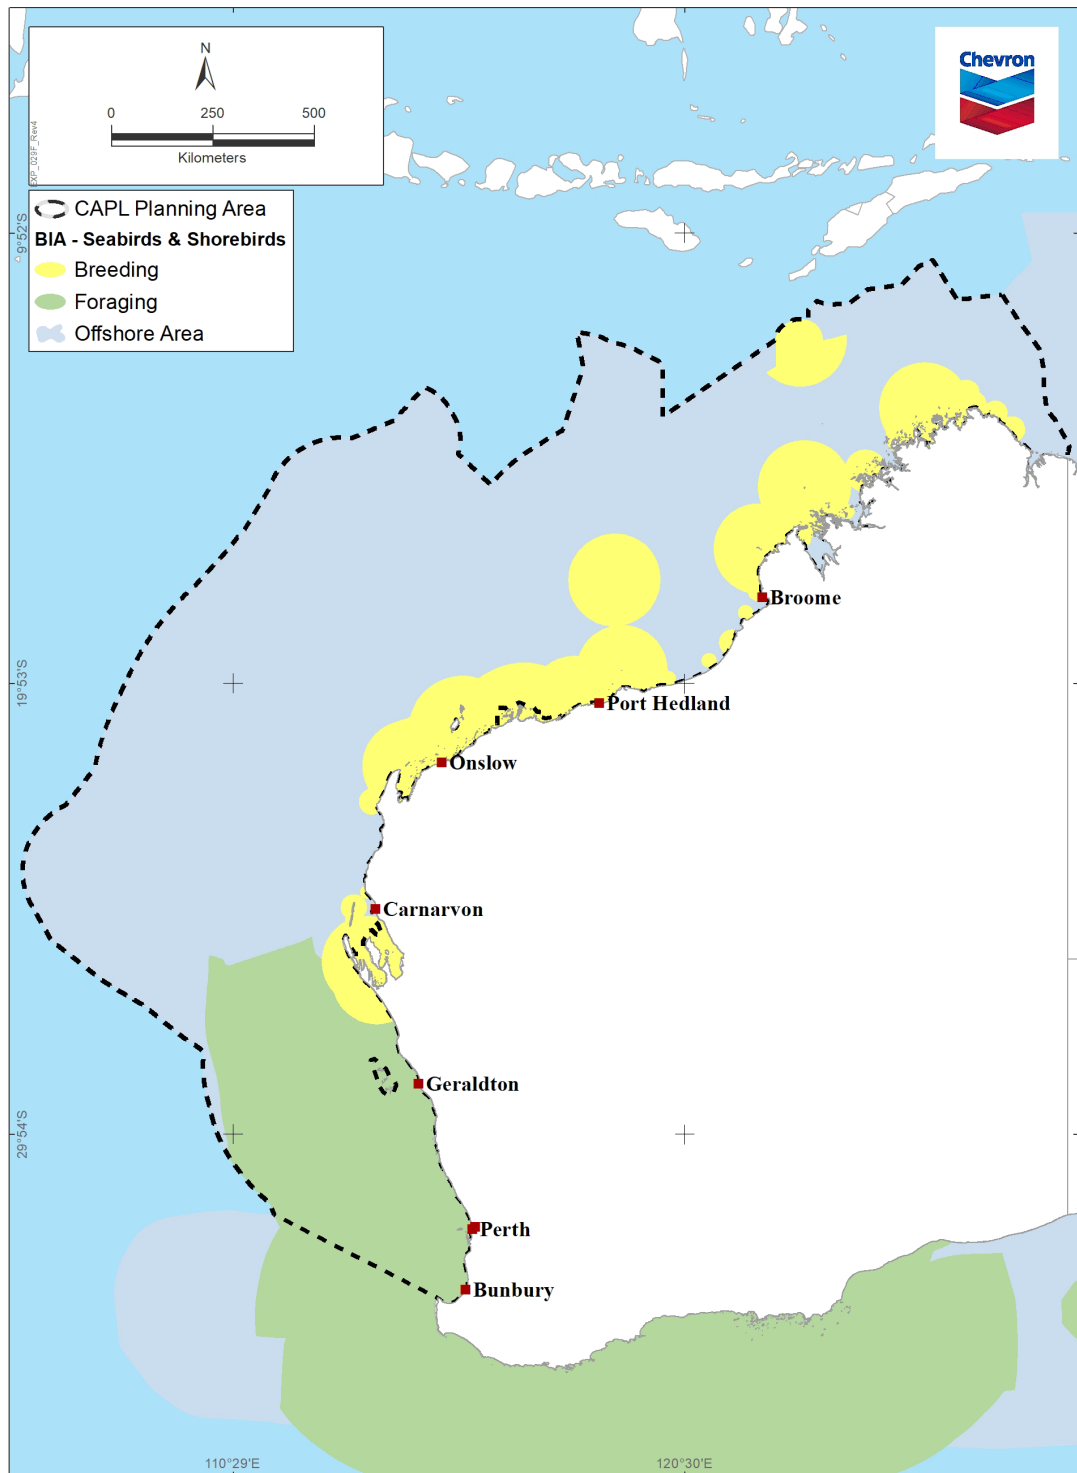 N
0 250 500
Kilometers
EXP_029F_Rev4
Chevron
CAPL Planning Area
BIA - Seabirds & Shorebirds
Breeding
Foraging
Offshore Area
9°52'S
Broome
19°53'S
Port Hedland
Onslow
Carnarvon
Geraldton
29°54'S
Perth
Bunbury
110°29'E 120°30'E